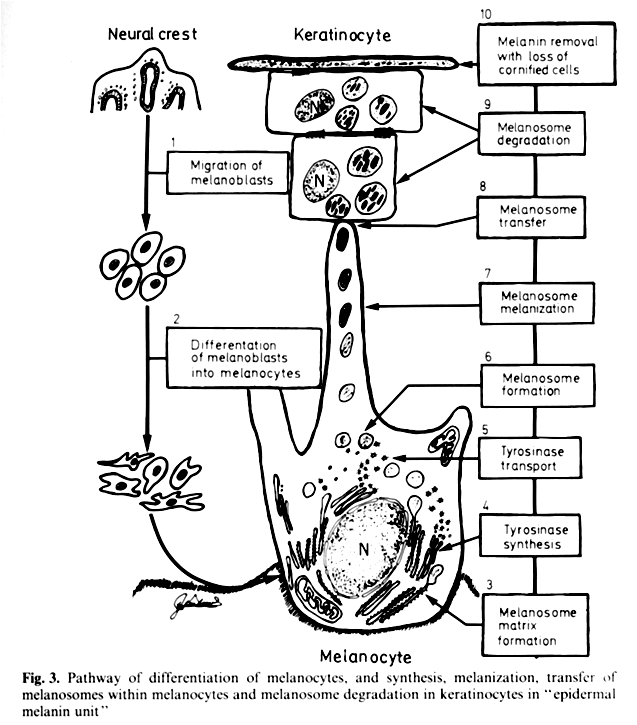 Neural crest
Keratinocyte
10
Melanin removal
with loss of
cornified cells
9
Melanosome
degradation
1
Migration of
melanoblasts
N
N
8
Melanosome
transfer
7
Melanosome
melanization
2
Differentation
of melanoblasts
into melanocytes
6
Melanosome
formation
5
Tyrosinase
transport
4
Tyrosinase
synthesis
N
3
Melanosome
matrix
formation
Melanocyte
Fig. 3. Pathway of differentiation of melanocytes, and synthesis, melanization, transfer of
melanosomes within melanocytes and melanosome degradation in keratinocytes in "epidermal
melanin unit"